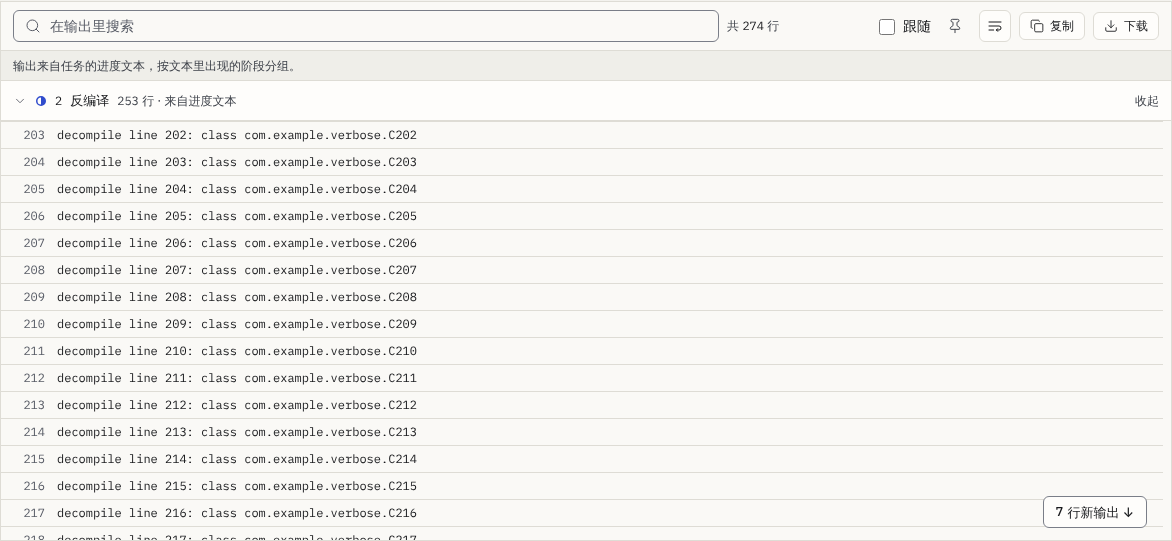 在输出里搜索 共 274 行 跟随 复制 下载
输出来自任务的进度文本，按文本里出现的阶段分组。
2 反编译 253 行 · 来自进度文本 收起
203 decompile line 202: class com.example.verbose.C202
204 decompile line 203: class com.example.verbose.C203
205 decompile line 204: class com.example.verbose.C204
206 decompile line 205: class com.example.verbose.C205
207 decompile line 206: class com.example.verbose.C206
208 decompile line 207: class com.example.verbose.C207
209 decompile line 208: class com.example.verbose.C208
210 decompile line 209: class com.example.verbose.C209
211 decompile line 210: class com.example.verbose.C210
212 decompile line 211: class com.example.verbose.C211
213 decompile line 212: class com.example.verbose.C212
214 decompile line 213: class com.example.verbose.C213
215 decompile line 214: class com.example.verbose.C214
216 decompile line 215: class com.example.verbose.C215
217 decompile line 216: class com.example.verbose.C216
7 行新输出 ↓
218 decompile line 217: class com.example.verbose.C217